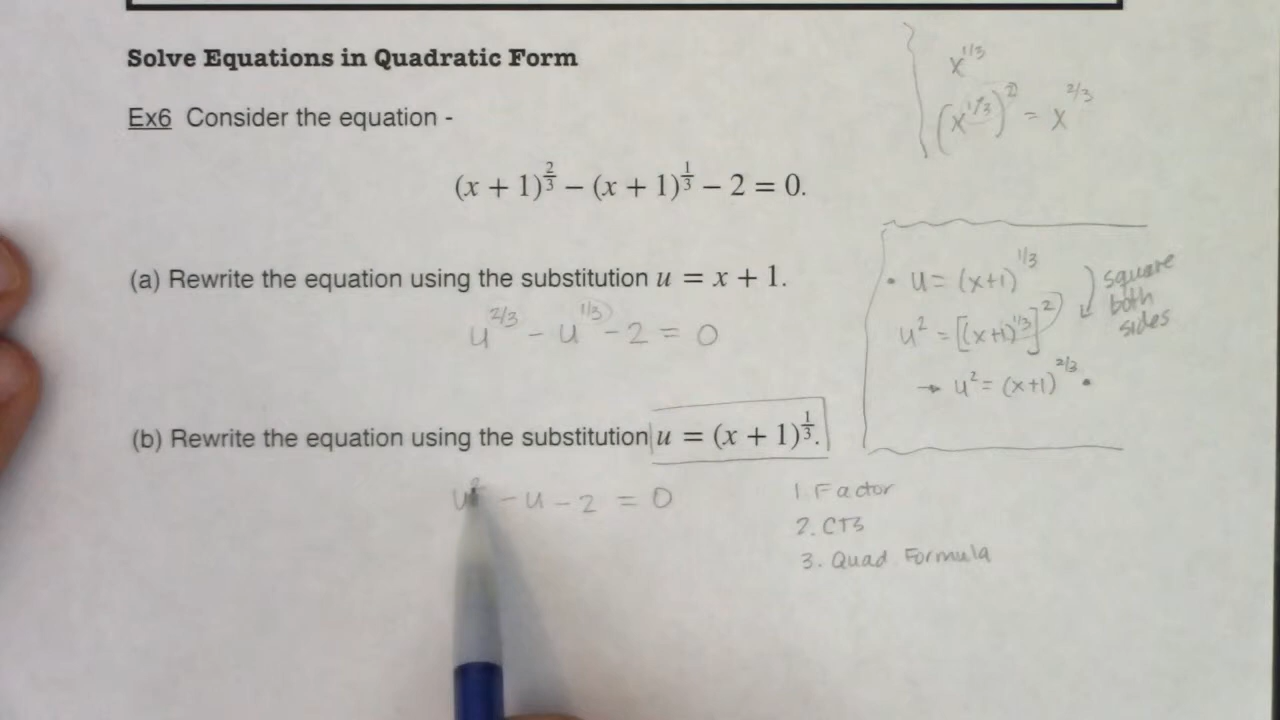 Solve Equations in Quadratic Form
x^{1/3}
(x^{1/3})^2 = x^{2/3}
Ex6 Consider the equation -
(x + 1)^{\frac{2}{3}} − (x + 1)^{\frac{1}{3}} − 2 = 0.
(a) Rewrite the equation using the substitution u = x + 1.
u^{2/3} - u^{1/3} - 2 = 0
• u = (x+1)^{1/3}
u^2 = [(x+1)^{1/3}]^2
→ u^2 = (x+1)^{2/3} •
square
both
sides
(b) Rewrite the equation using the substitution u = (x + 1)^{\frac{1}{3}}.
u^2 - u - 2 = 0
1. Factor
2. CTS
3. Quad Formula